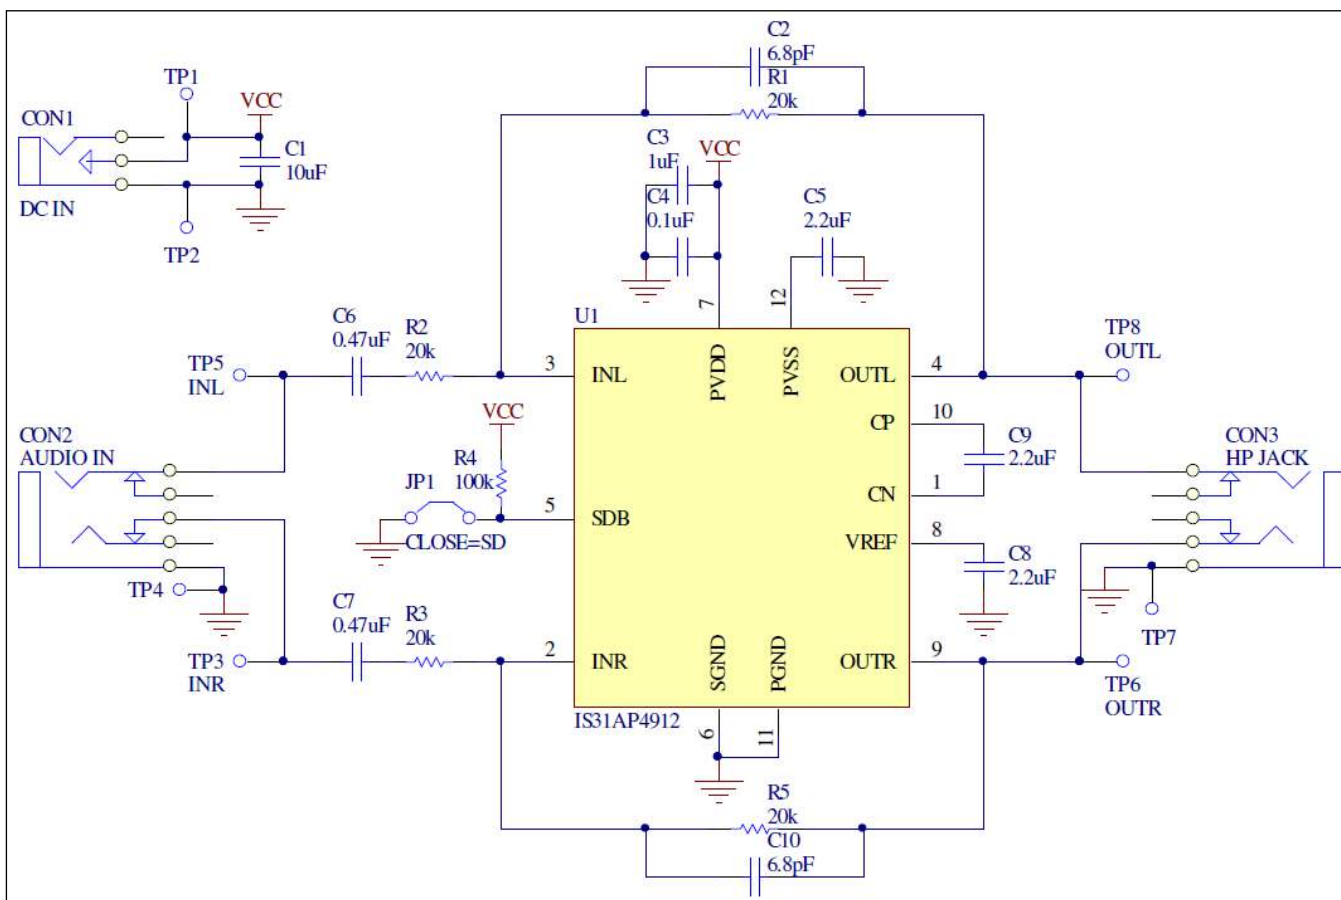 C2
6.8pF
R1
20k
TP1
VCC
CON1
C1
10uF
DC IN
TP2
C3
1uF
VCC
C4
0.1uF
C5
2.2uF
7
12
C6
0.47uF
R2
20k
U1
TP5
INL
3
INL
PVDD
PVSS
OUTL
4
TP8
OUTL
VCC
CP
10
C9
2.2uF
CON2
AUDIO IN
R4
100k
JP1
CN
1
CON3
HP JACK
5
SDB
CLOSE=SD
VREF
8
C8
2.2uF
TP4
C7
0.47uF
R3
20k
TP7
TP3
INR
2
INR
SGND
PGND
OUTR
9
TP6
OUTR
IS31AP4912
6
11
R5
20k
C10
6.8pF